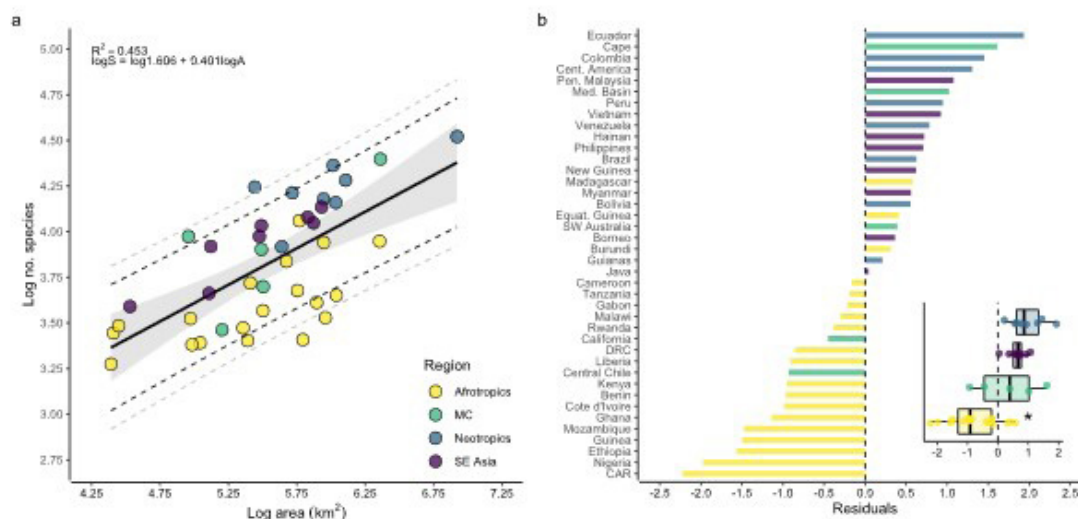 a
R² = 0.453
logS = log1.606 + 0.401logA
5.00
4.75
4.50
4.25
4.00
3.75
3.50
3.25
3.00
2.75
Log no. species
4.25
4.75
5.25
5.75
6.25
6.75
7.25
Log area (km²)
Region
Afrotropics
MC
Neotropics
SE Asia
b
Ecuador
Cape
Colombia
Cent. America
Pen. Malaysia
Med. Basin
Peru
Vietnam
Venezuela
Hainan
Philippines
Brazil
New Guinea
Madagascar
Myanmar
Bolivia
Equat. Guinea
SW Australia
Borneo
Burundi
Guianas
Java
Cameroon
Tanzania
Gabon
Malawi
Rwanda
California
DRC
Liberia
Central Chile
Kenya
Benin
Cote d'Ivoire
Ghana
Mozambique
Guinea
Ethiopia
Nigeria
CAR
-2.5
-2.0
-1.5
-1.0
-0.5
0.0
0.5
1.0
1.5
2.0
2.5
Residuals
*
-2
-1
0
1
2